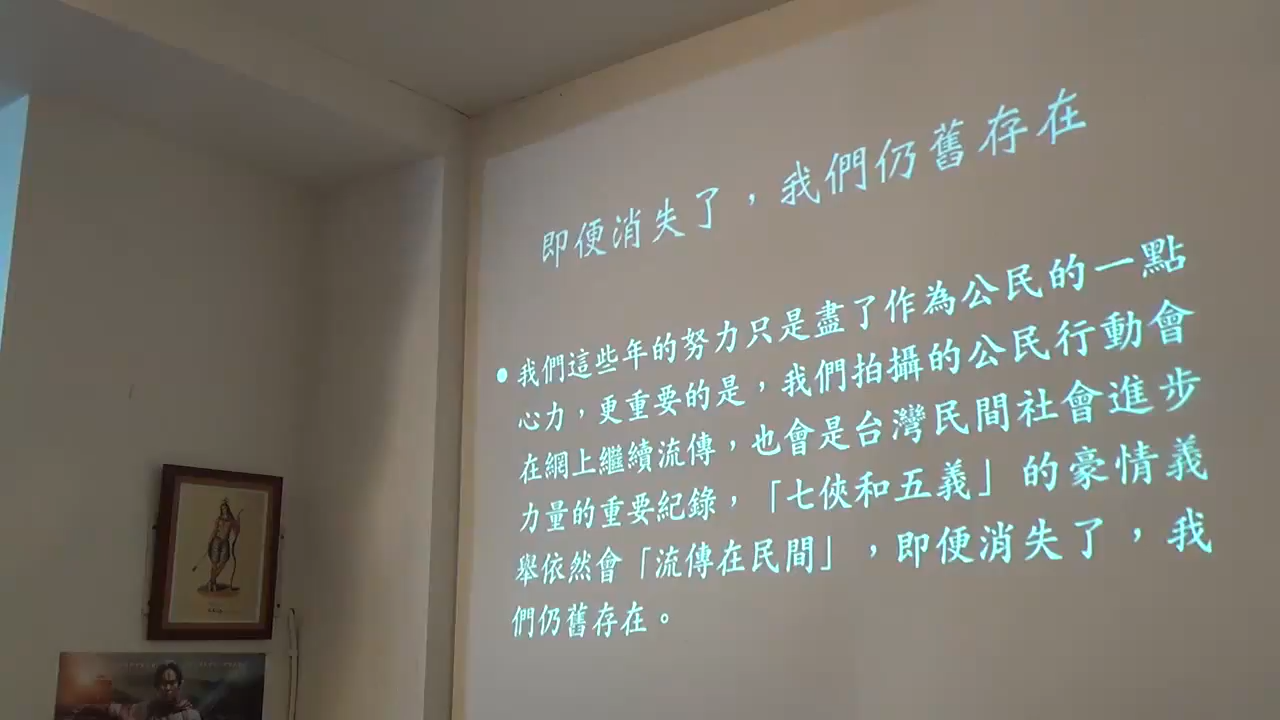 即便消失了，我們仍舊存在
• 我們這些年的努力只是盡了作為公民的一點
心力，更重要的是，我們拍攝的公民行動會
在網上繼續流傳，也會是台灣民間社會進步
力量的重要紀錄，「七俠和五義」的豪情義
舉依然會「流傳在民間」，即便消失了，我
們仍舊存在。